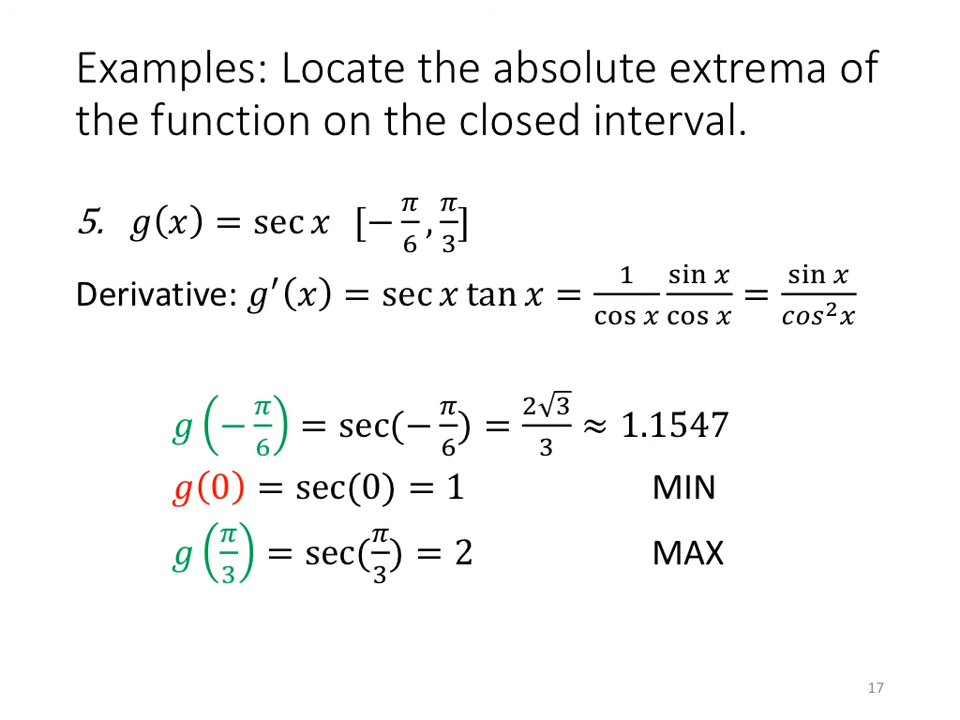 Examples: Locate the absolute extrema of
the function on the closed interval.
5. g(x) = sec x [−π/6, π/3]
Derivative: g′(x) = sec x tan x = 1/cos x sin x/cos x = sin x/cos²x
g(−π/6) = sec(−π/6) = 2√3/3 ≈ 1.1547
g(0) = sec(0) = 1 MIN
g(π/3) = sec(π/3) = 2 MAX
17